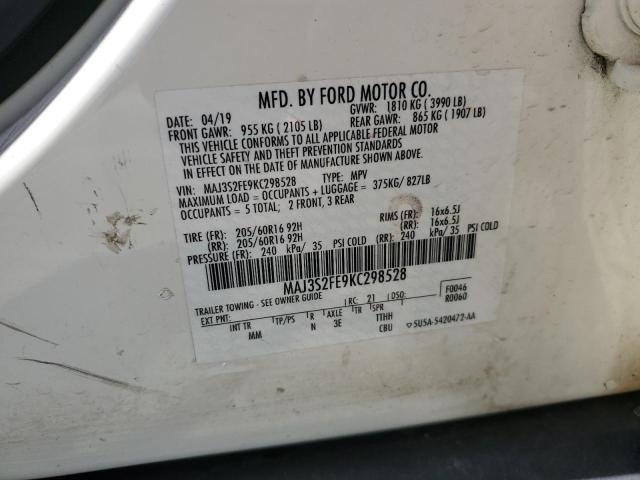 MFD. BY FORD MOTOR CO.
DATE: 04/19 GVWR: 1810 KG ( 3990 LB)
FRONT GAWR: 955 KG ( 2105 LB) REAR GAWR: 865 KG ( 1907 LB)
THIS VEHICLE CONFORMS TO ALL APPLICABLE FEDERAL MOTOR
VEHICLE SAFETY AND THEFT PREVENTION STANDARDS
IN EFFECT ON THE DATE OF MANUFACTURE SHOWN ABOVE.
VIN: MAJ3S2FE9KC298528 TYPE: MPV
MAXIMUM LOAD = OCCUPANTS + LUGGAGE = 375KG/ 827LB
OCCUPANTS = 5 TOTAL; 2 FRONT, 3 REAR
TIRE (FR): 205/60R16 92H RIMS (FR): 16x6.5J
(RR): 205/60R16 92H (RR): 16x6.5J
PRESSURE (FR): 240 kPa/ 35 PSI COLD (RR): 240 kPa/ 35 PSI COLD
MAJ3S2FE9KC298528
TRAILER TOWING - SEE OWNER GUIDE RC: 21 DSO: F0046
R0060
EXT PNT: INT TR TP/PS R AXLE TR SPR
MM N 3E TTHH
CBU 5U5A-5420472-AA